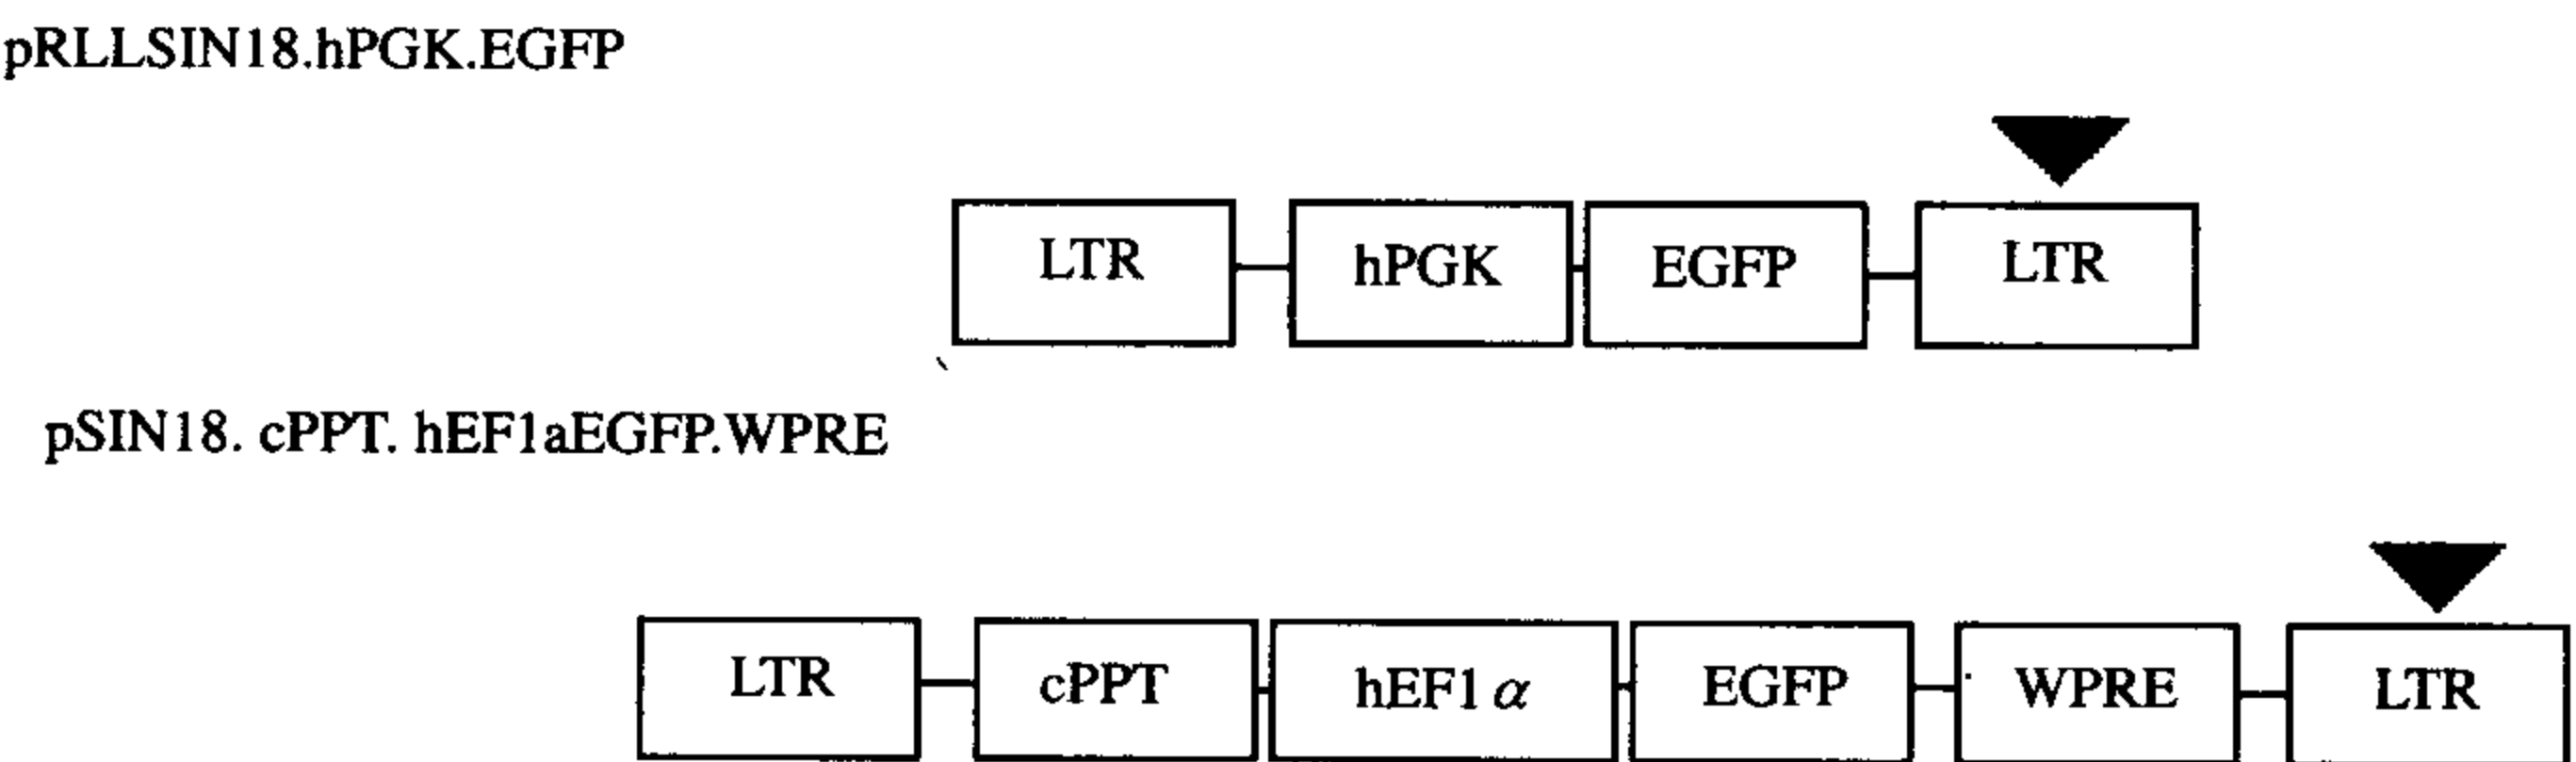 pRLLSIN18.hPGK.EGFP
LTR hPGK EGFP LTR
pSIN18. cPPT. hEF1aEGFP.WPRE
LTR cPPT hEF1α EGFP WPRE LTR